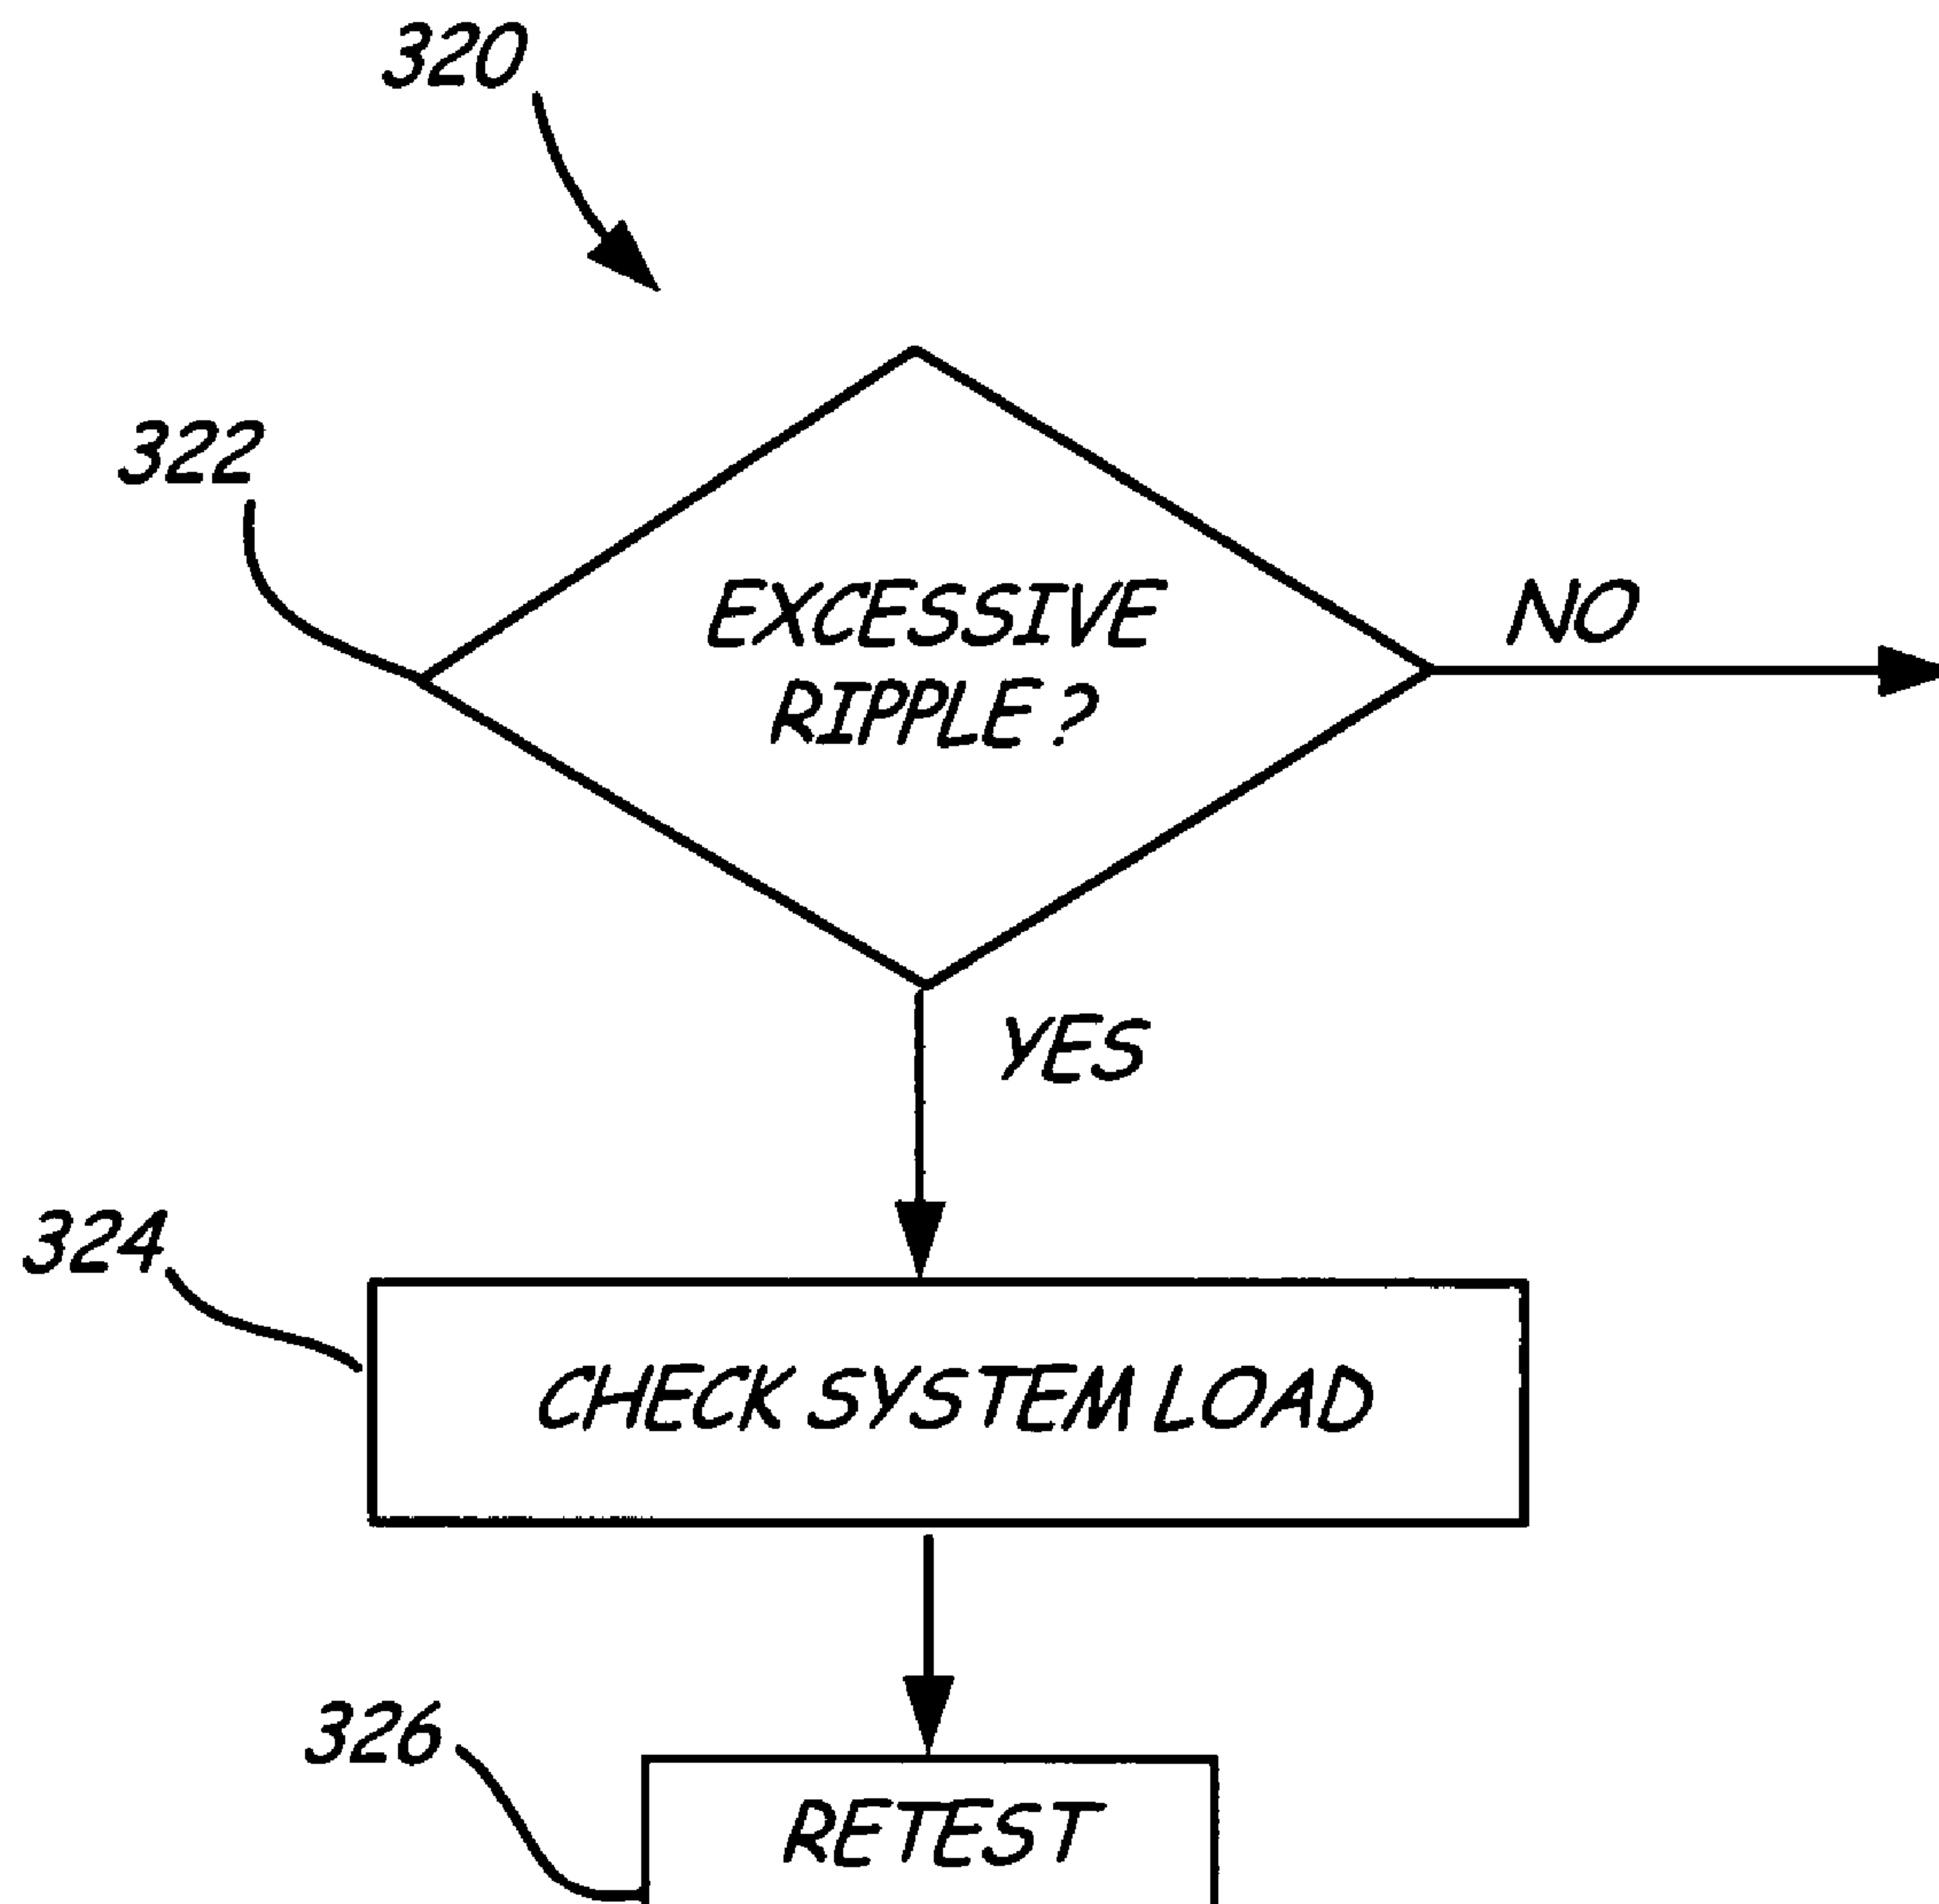 320
322
EXCESSIVE
RIPPLE?
NO
YES
324
CHECK SYSTEM LOAD
326
RETEST